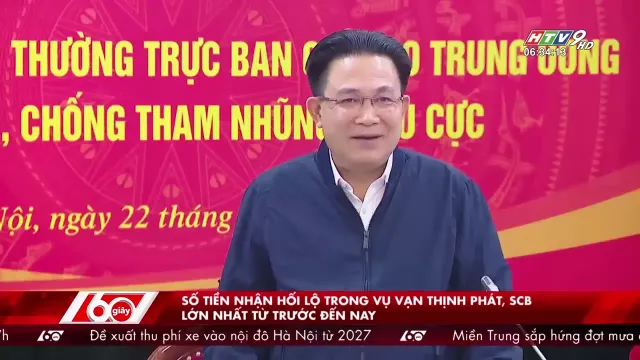 HTV9 HD
06:34:13
THƯỜNG TRỰC BAN TRUNG ƯƠNG
, CHỐNG THAM NHŨNG CỰC
Nội, ngày 22 tháng
60 giây
SỐ TIỀN NHẬN HỐI LỘ TRONG VỤ VẠN THỊNH PHÁT, SCB
LỚN NHẤT TỪ TRƯỚC ĐẾN NAY
60 Đề xuất thu phí xe vào nội đô Hà Nội từ 2027 60 Miền Trung sắp hứng đợt mưa